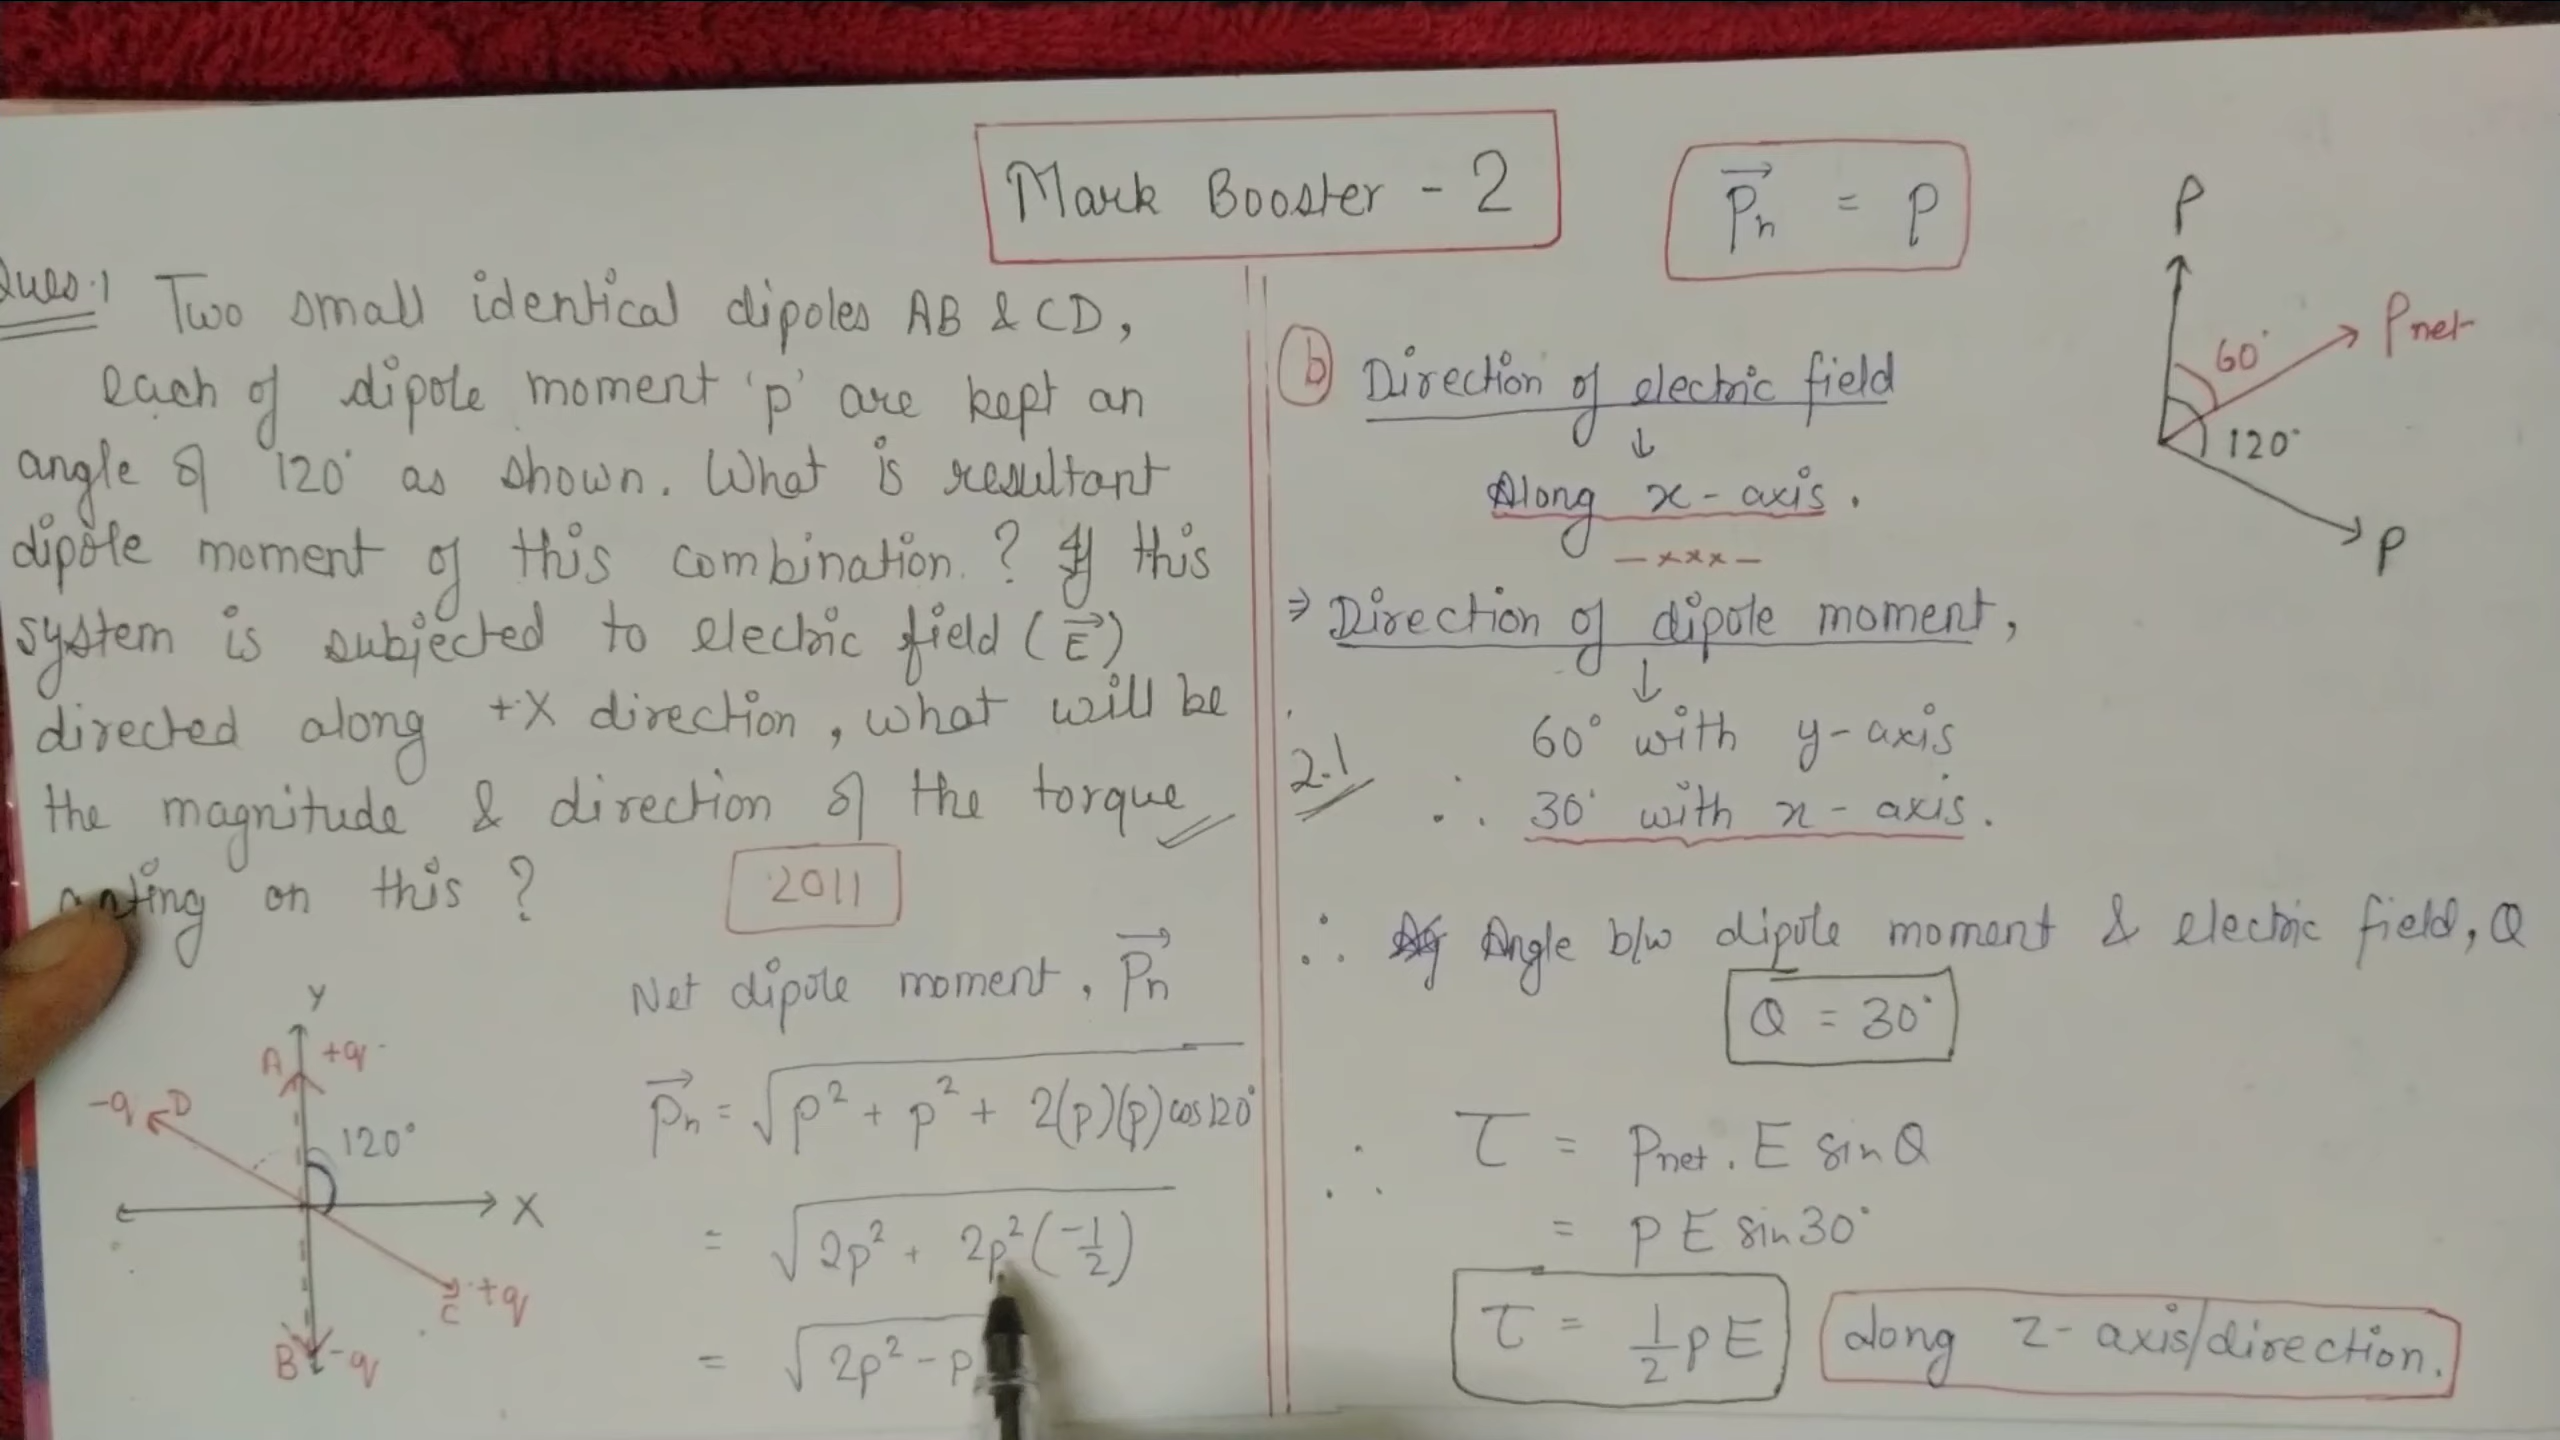 Mark Booster - 2
Ques.1 Two small identical dipoles AB & CD,
each of dipole moment 'p' are kept an
angle of 120° as shown. What is resultant
dipole moment of this combination. ? If this
system is subjected to electric field (E⃗)
directed along +X direction, what will be
the magnitude & direction of the torque
acting on this ?
2011
Y
A +q
-q D
120°
X
C +q
B -q
Net dipole moment, P⃗n
p⃗n = √p² + p² + 2(p)(p) cos120°
= √2p² + 2p²(-1/2)
= √2p² - p
P⃗n = p
P
Pnet
60°
120°
P
(b) Direction of electric field
↓
Along x-axis.
-xxx-
⇒ Direction of dipole moment,
↓
60° with y-axis
2.1
∴ 30° with x-axis.
∴ Angle b/w dipole moment & electric field, Q
Q = 30°
∴ τ = Pnet. E sinQ
= P E sin30°
τ = 1/2 pE
along z-axis/direction.